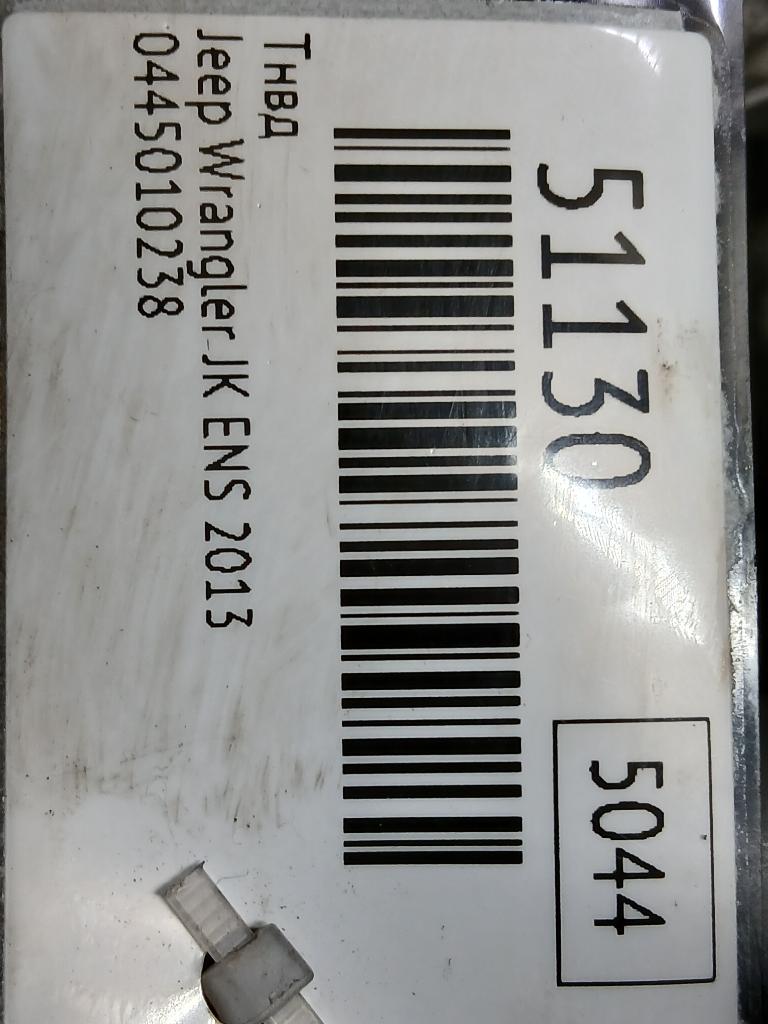 51130
5044
Тнвд
Jeep Wrangler JK ENS 2013
0445010238